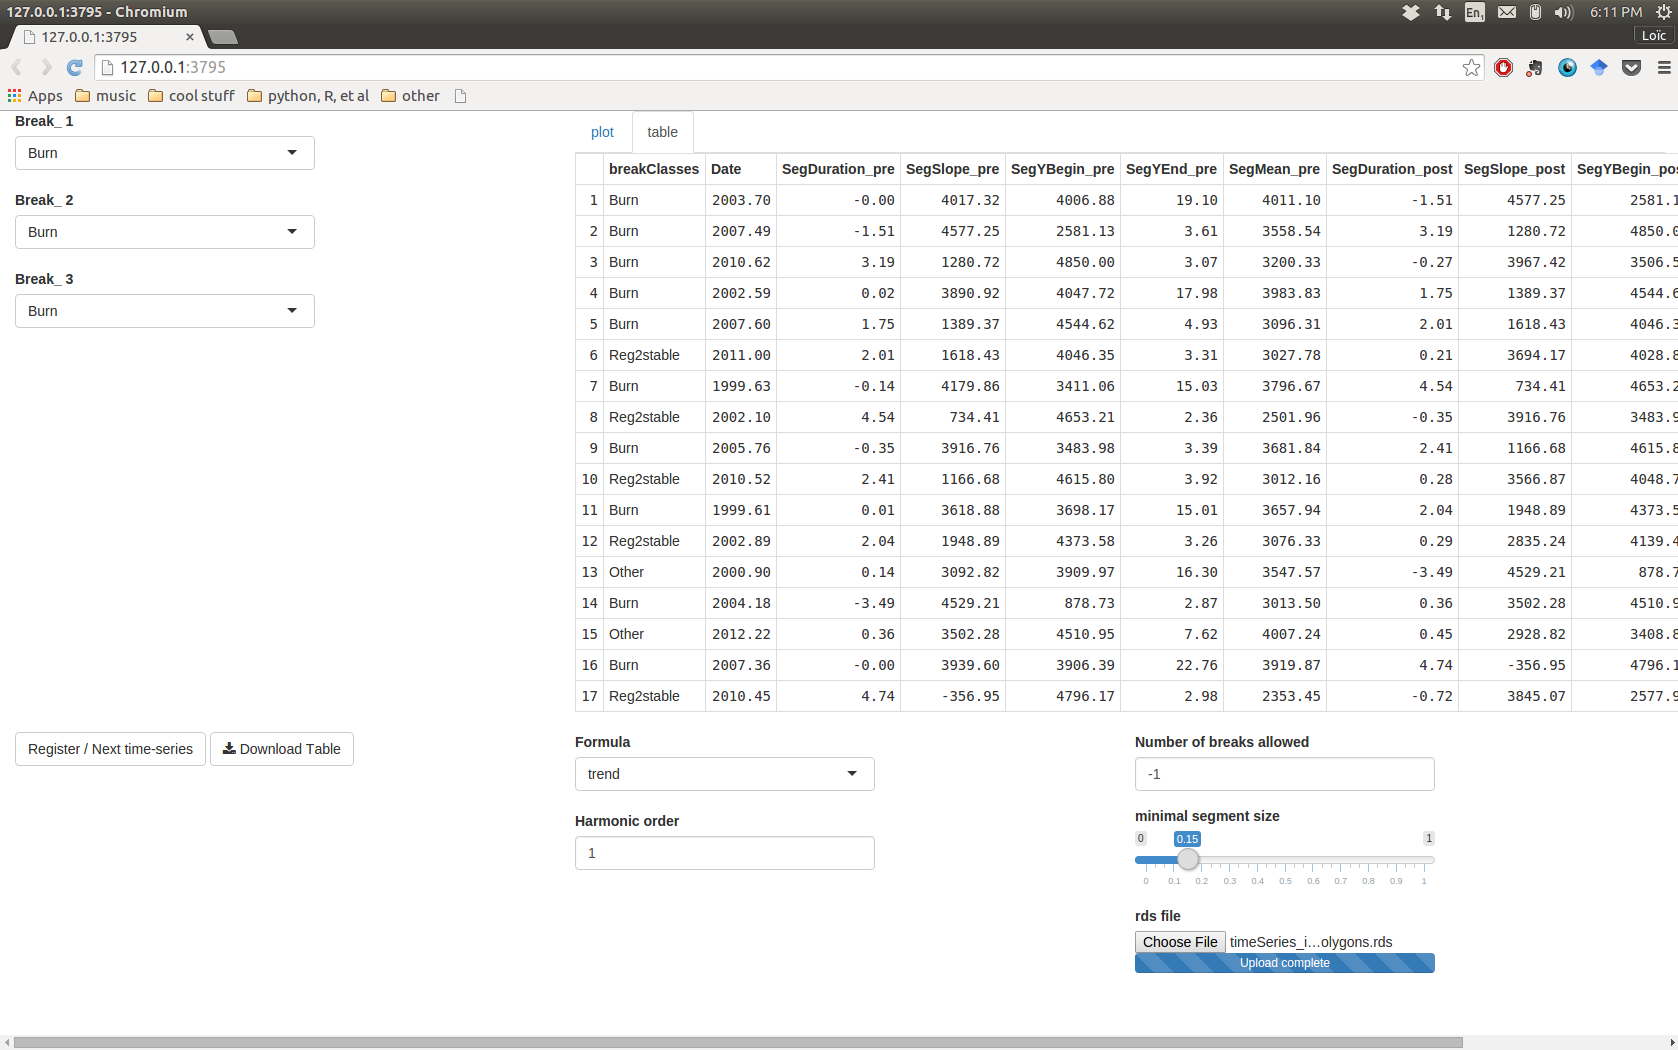 127.0.0.1:3795 - Chromium
En1
6:11 PM
127.0.0.1:3795
Loïc
127.0.0.1:3795
Apps music cool stuff python, R, et al other
Break_ 1
Burn
Break_ 2
Burn
Break_ 3
Burn
Register / Next time-series Download Table
plot table
breakClasses Date SegDuration_pre SegSlope_pre SegYBegin_pre SegYEnd_pre SegMean_pre SegDuration_post SegSlope_post SegYBegin_pos
1 Burn 2003.70 -0.00 4017.32 4006.88 19.10 4011.10 -1.51 4577.25 2581.1
2 Burn 2007.49 -1.51 4577.25 2581.13 3.61 3558.54 3.19 1280.72 4850.0
3 Burn 2010.62 3.19 1280.72 4850.00 3.07 3200.33 -0.27 3967.42 3506.5
4 Burn 2002.59 0.02 3890.92 4047.72 17.98 3983.83 1.75 1389.37 4544.6
5 Burn 2007.60 1.75 1389.37 4544.62 4.93 3096.31 2.01 1618.43 4046.3
6 Reg2stable 2011.00 2.01 1618.43 4046.35 3.31 3027.78 0.21 3694.17 4028.8
7 Burn 1999.63 -0.14 4179.86 3411.06 15.03 3796.67 4.54 734.41 4653.2
8 Reg2stable 2002.10 4.54 734.41 4653.21 2.36 2501.96 -0.35 3916.76 3483.9
9 Burn 2005.76 -0.35 3916.76 3483.98 3.39 3681.84 2.41 1166.68 4615.8
10 Reg2stable 2010.52 2.41 1166.68 4615.80 3.92 3012.16 0.28 3566.87 4048.7
11 Burn 1999.61 0.01 3618.88 3698.17 15.01 3657.94 2.04 1948.89 4373.5
12 Reg2stable 2002.89 2.04 1948.89 4373.58 3.26 3076.33 0.29 2835.24 4139.4
13 Other 2000.90 0.14 3092.82 3909.97 16.30 3547.57 -3.49 4529.21 878.7
14 Burn 2004.18 -3.49 4529.21 878.73 2.87 3013.50 0.36 3502.28 4510.9
15 Other 2012.22 0.36 3502.28 4510.95 7.62 4007.24 0.45 2928.82 3408.8
16 Burn 2007.36 -0.00 3939.60 3906.39 22.76 3919.87 4.74 -356.95 4796.1
17 Reg2stable 2010.45 4.74 -356.95 4796.17 2.98 2353.45 -0.72 3845.07 2577.9
Formula
trend
Harmonic order
1
Number of breaks allowed
-1
minimal segment size
0 0.15 1
0 0.1 0.2 0.3 0.4 0.5 0.6 0.7 0.8 0.9 1
rds file
Choose File timeSeries_i...olygons.rds
Upload complete